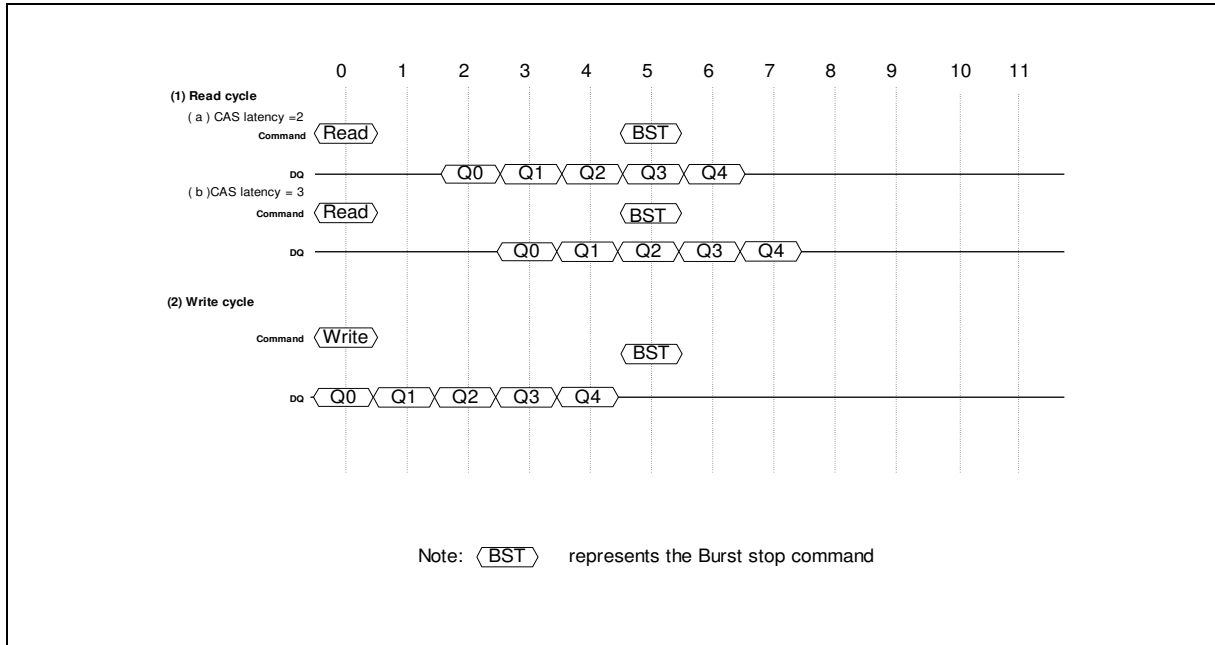 0 1 2 3 4 5 6 7 8 9 10 11
(1) Read cycle
( a ) CAS latency =2
Command Read BST
DQ Q0 Q1 Q2 Q3 Q4
( b )CAS latency = 3
Command Read BST
DQ Q0 Q1 Q2 Q3 Q4
(2) Write cycle
Command Write BST
DQ Q0 Q1 Q2 Q3 Q4
Note: BST represents the Burst stop command